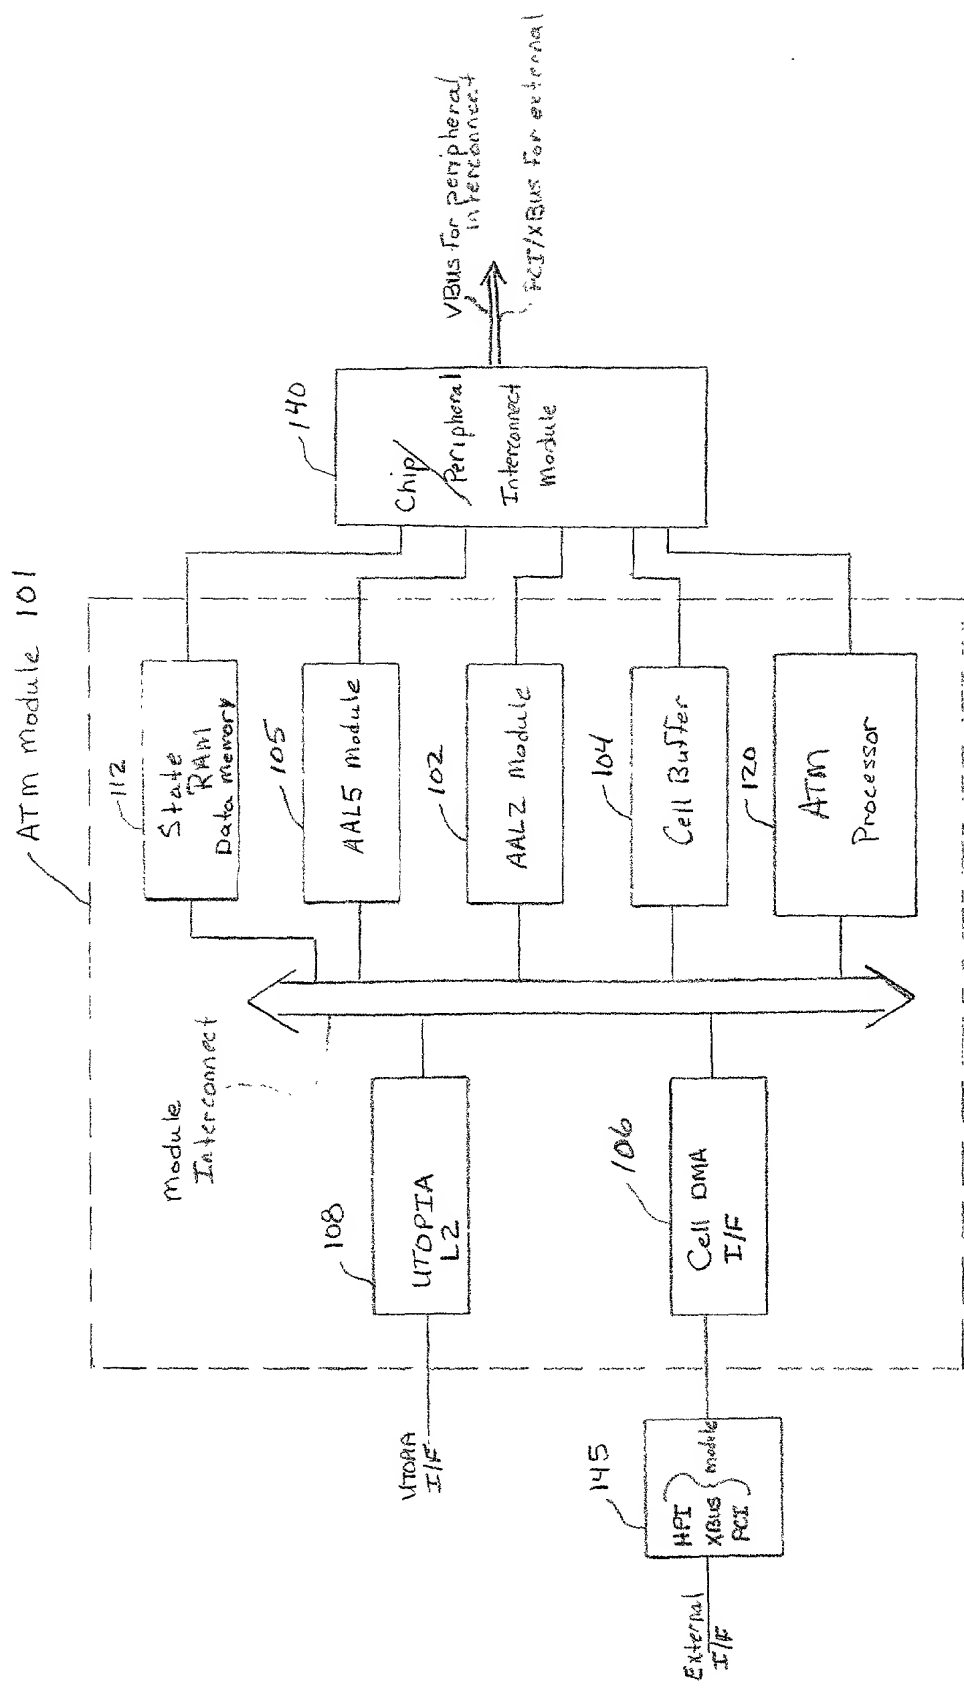 ATM module 101
112
State
RAM
Data Memory
105
AAL5 Module
102
AAL2 Module
104
Cell Buffer
120
ATM
Processor
140
Chip/
Peripheral
Interconnect
Module
VBus for peripheral
interconnect
PCI/XBus for external
Module
Interconnect
108
UTOPIA
L2
106
Cell DMA
I/F
UTOPIA
I/F
145
HPI
XBUS module
PCI
External
I/F